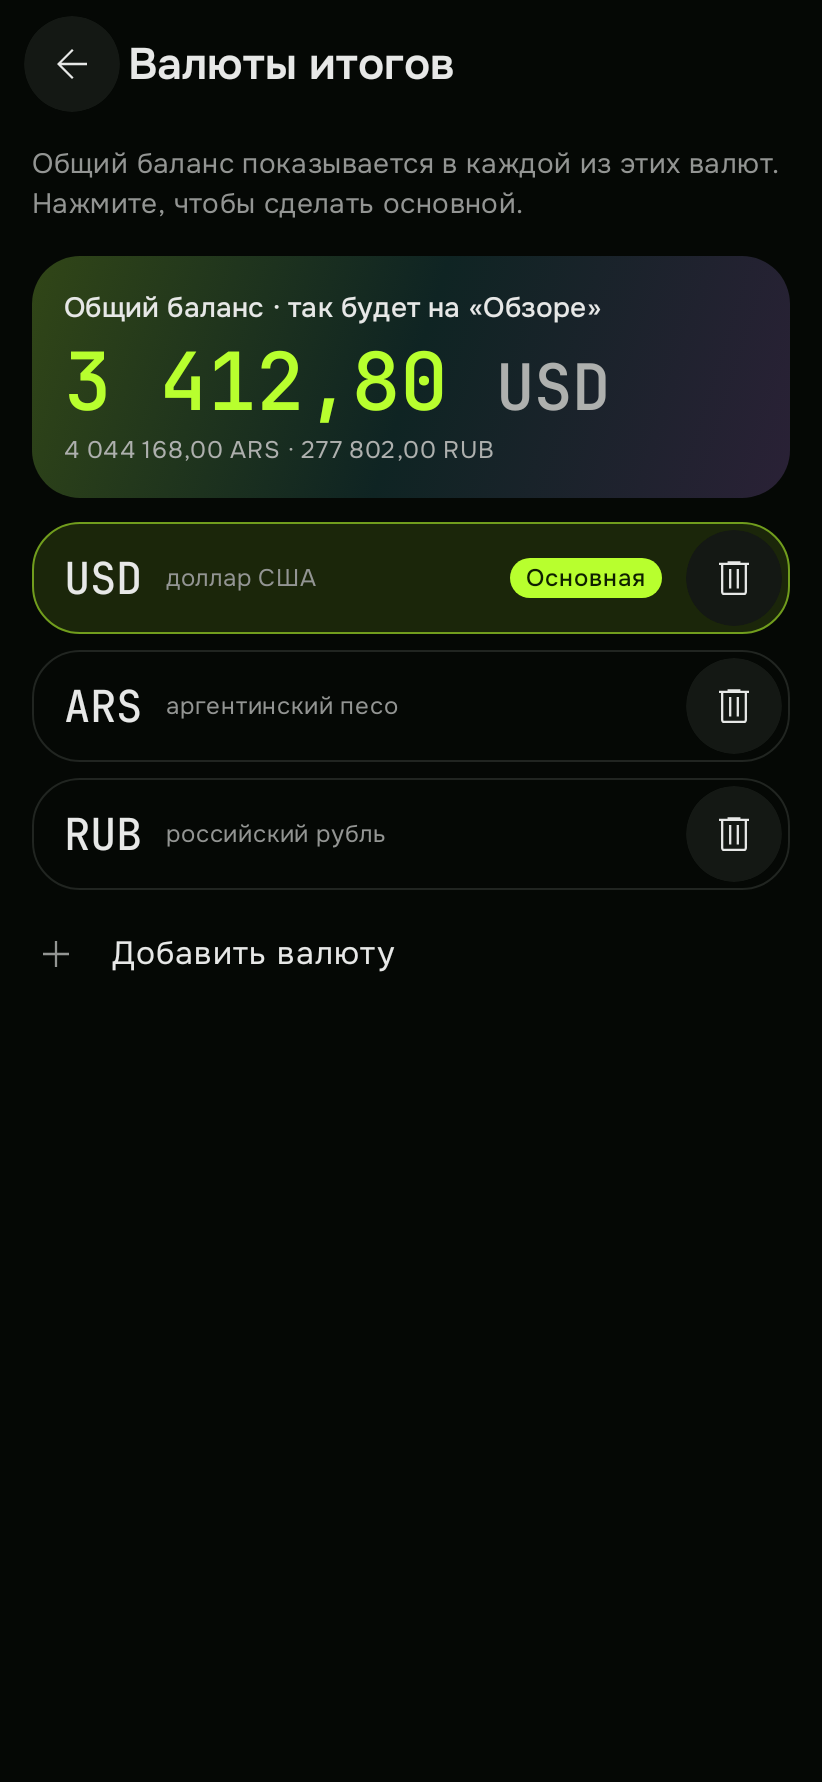 Валюты итогов
Общий баланс показывается в каждой из этих валют.
Нажмите, чтобы сделать основной.
Общий баланс · так будет на «Обзоре»
3 412,80 USD
4 044 168,00 ARS · 277 802,00 RUB
USD доллар США Основная
ARS аргентинский песо
RUB российский рубль
Добавить валюту